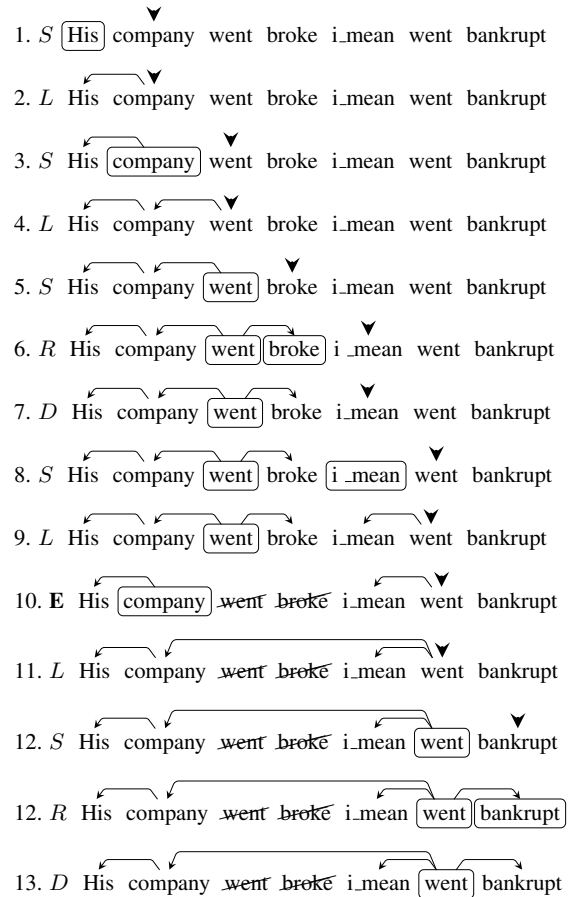 1. S His company went broke i_mean went bankrupt
2. L His company went broke i_mean went bankrupt
3. S His company went broke i_mean went bankrupt
4. L His company went broke i_mean went bankrupt
5. S His company went broke i_mean went bankrupt
6. R His company went broke i _mean went bankrupt
7. D His company went broke i_mean went bankrupt
8. S His company went broke i _mean went bankrupt
9. L His company went broke i_mean went bankrupt
10. E His company went broke i_mean went bankrupt
11. L His company went broke i_mean went bankrupt
12. S His company went broke i_mean went bankrupt
12. R His company went broke i_mean went bankrupt
13. D His company went broke i_mean went bankrupt